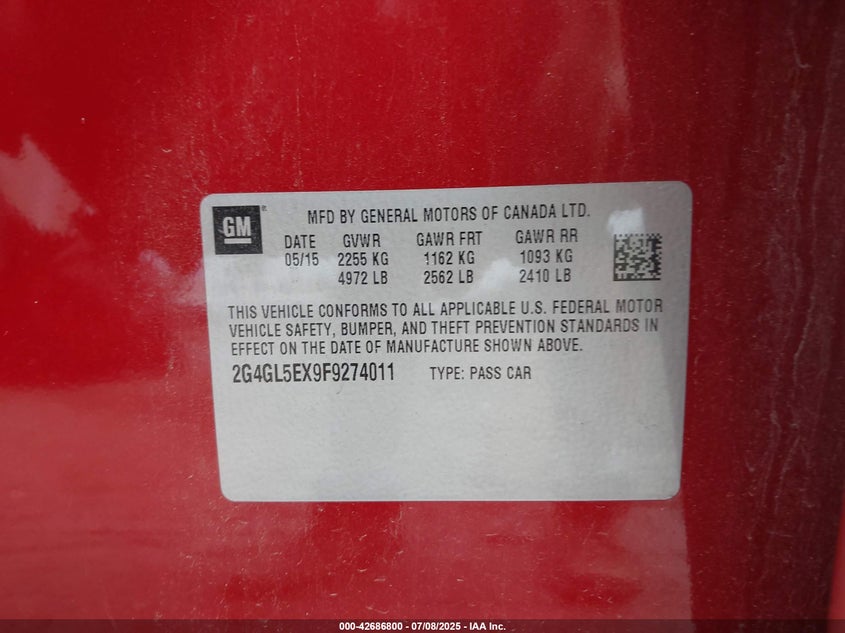 GM
MFD BY GENERAL MOTORS OF CANADA LTD.
DATE GVWR GAWR FRT GAWR RR
05/15 2255 KG 1162 KG 1093 KG
4972 LB 2562 LB 2410 LB
THIS VEHICLE CONFORMS TO ALL APPLICABLE U.S. FEDERAL MOTOR
VEHICLE SAFETY, BUMPER, AND THEFT PREVENTION STANDARDS IN
EFFECT ON THE DATE OF MANUFACTURE SHOWN ABOVE.
2G4GL5EX9F9274011 TYPE: PASS CAR
000-42686800 - 07/08/2025 - IAA Inc.